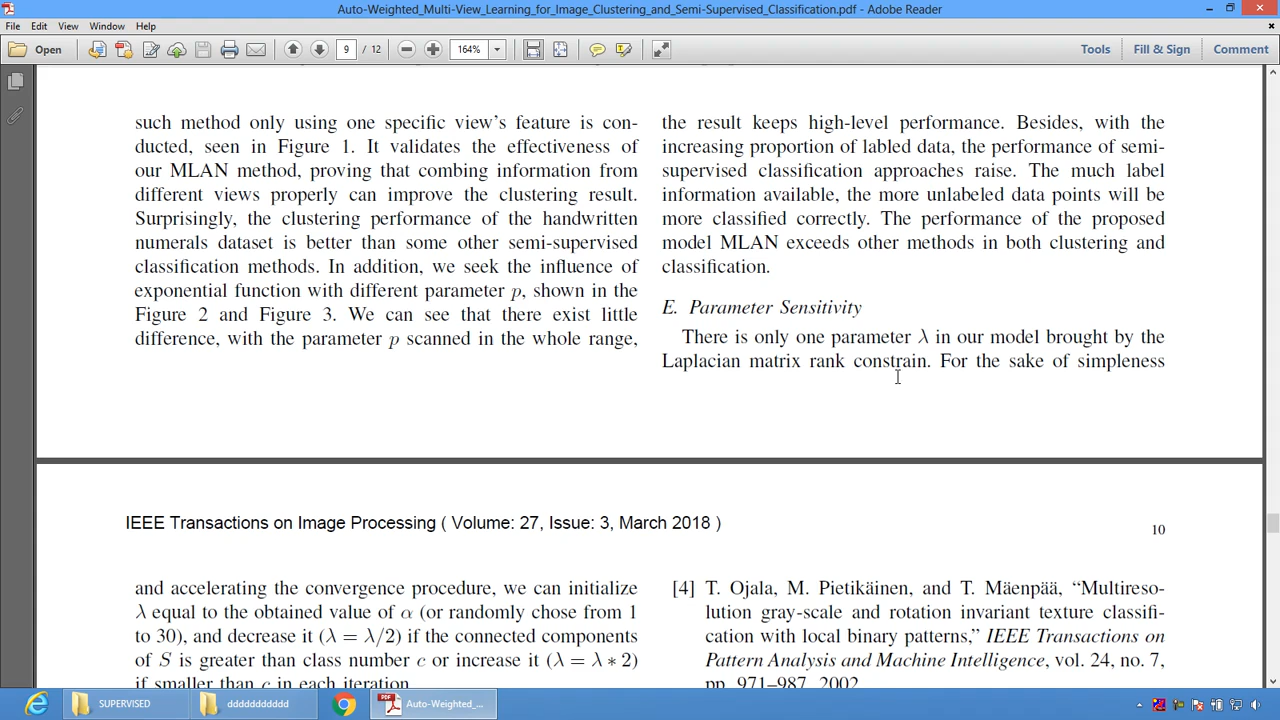 Auto-Weighted_Multi-View_Learning_for_Image_Clustering_and_Semi-Supervised_Classification.pdf - Adobe Reader
File Edit View Window Help
Open 9 / 12 164% Tools Fill & Sign Comment
such method only using one specific view's feature is con-
ducted, seen in Figure 1. It validates the effectiveness of
our MLAN method, proving that combing information from
different views properly can improve the clustering result.
Surprisingly, the clustering performance of the handwritten
numerals dataset is better than some other semi-supervised
classification methods. In addition, we seek the influence of
exponential function with different parameter p, shown in the
Figure 2 and Figure 3. We can see that there exist little
difference, with the parameter p scanned in the whole range,
the result keeps high-level performance. Besides, with the
increasing proportion of labled data, the performance of semi-
supervised classification approaches raise. The much label
information available, the more unlabeled data points will be
more classified correctly. The performance of the proposed
model MLAN exceeds other methods in both clustering and
classification.
E. Parameter Sensitivity
There is only one parameter λ in our model brought by the
Laplacian matrix rank constrain. For the sake of simpleness
IEEE Transactions on Image Processing ( Volume: 27, Issue: 3, March 2018 )
10
and accelerating the convergence procedure, we can initialize
λ equal to the obtained value of α (or randomly chose from 1
to 30), and decrease it (λ = λ/2) if the connected components
of S is greater than class number c or increase it (λ = λ * 2)
if smaller than c in each iteration.
[4] T. Ojala, M. Pietikäinen, and T. Mäenpää, “Multireso-
lution gray-scale and rotation invariant texture classifi-
cation with local binary patterns,” IEEE Transactions on
Pattern Analysis and Machine Intelligence, vol. 24, no. 7,
pp. 971–987, 2002.
SUPERVISED ddddddddddd Auto-Weighted_...